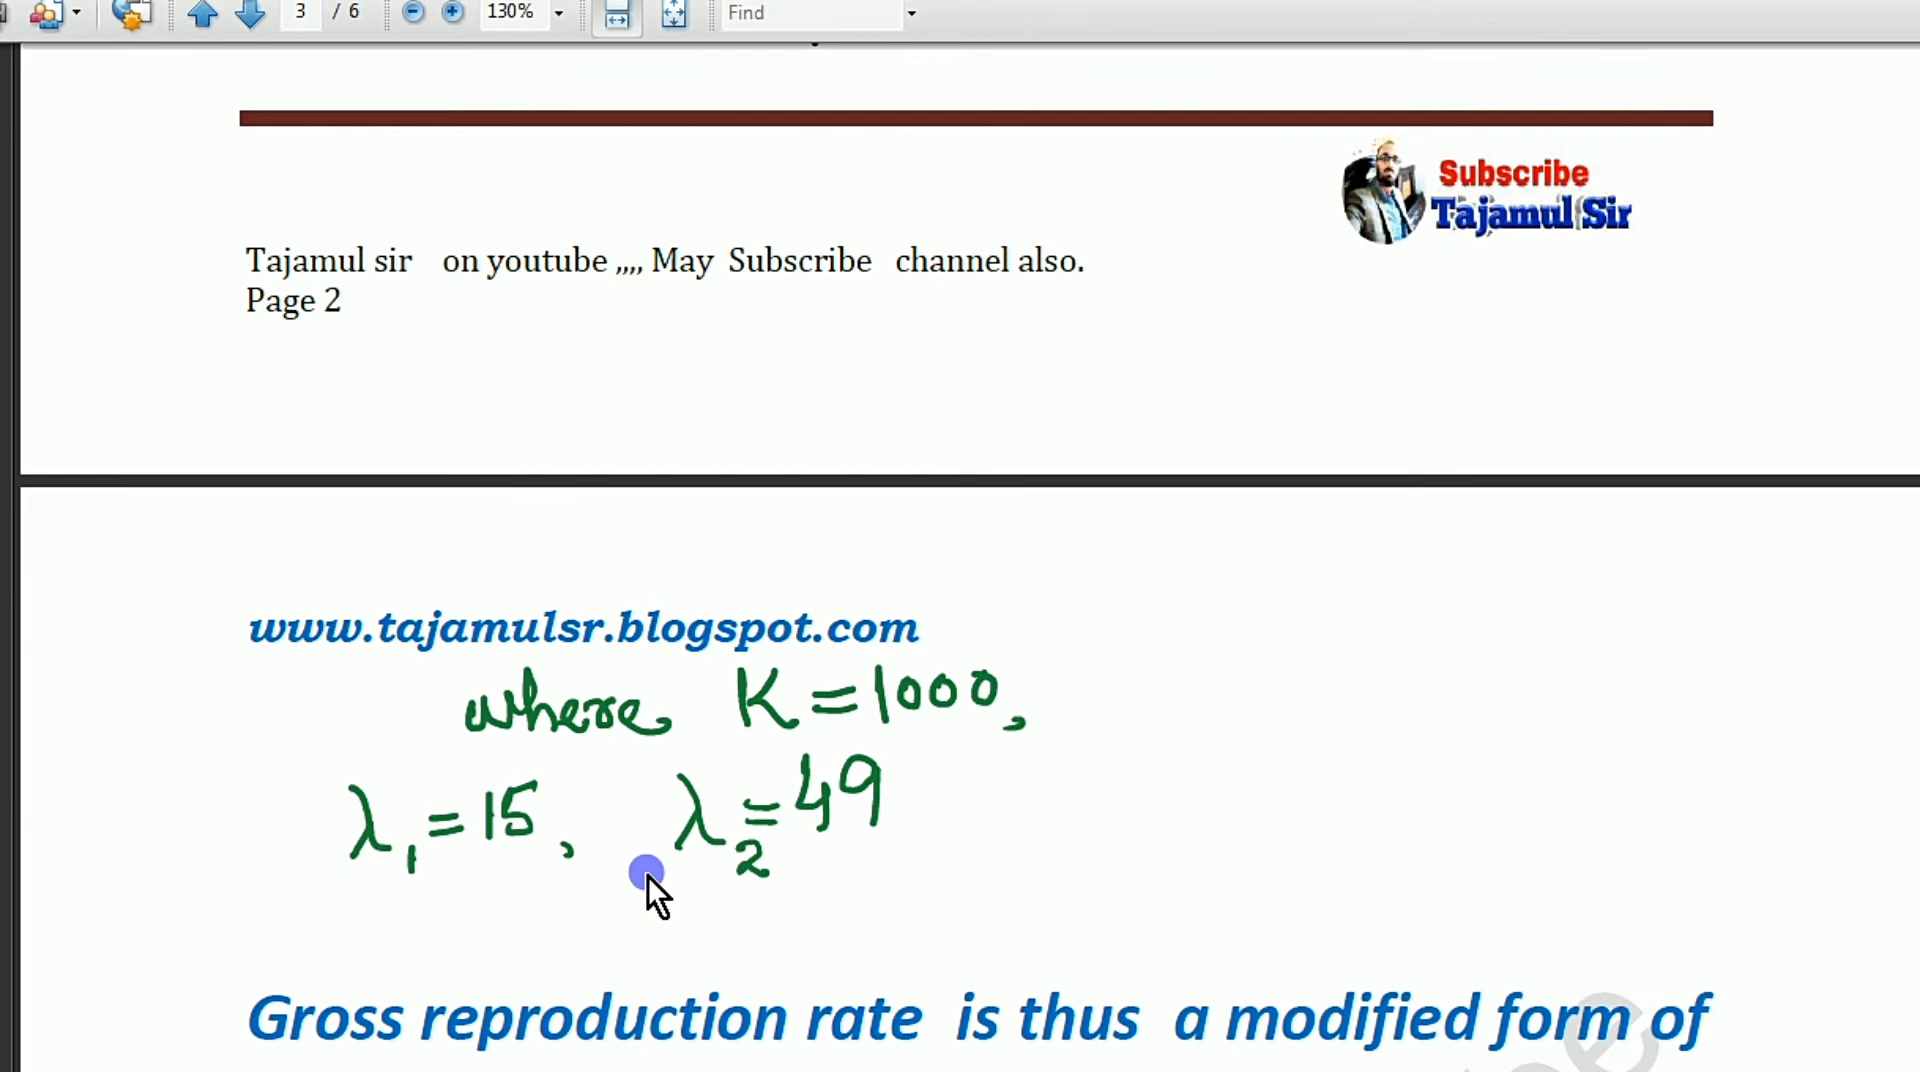 3 / 6 130% Find
Subscribe
Tajamul Sir
Tajamul sir on youtube ,,,, May Subscribe channel also.
Page 2
www.tajamulsr.blogspot.com
where, K = 1000,
λ₁ = 15, λ₂ = 49
Gross reproduction rate is thus a modified form of
be